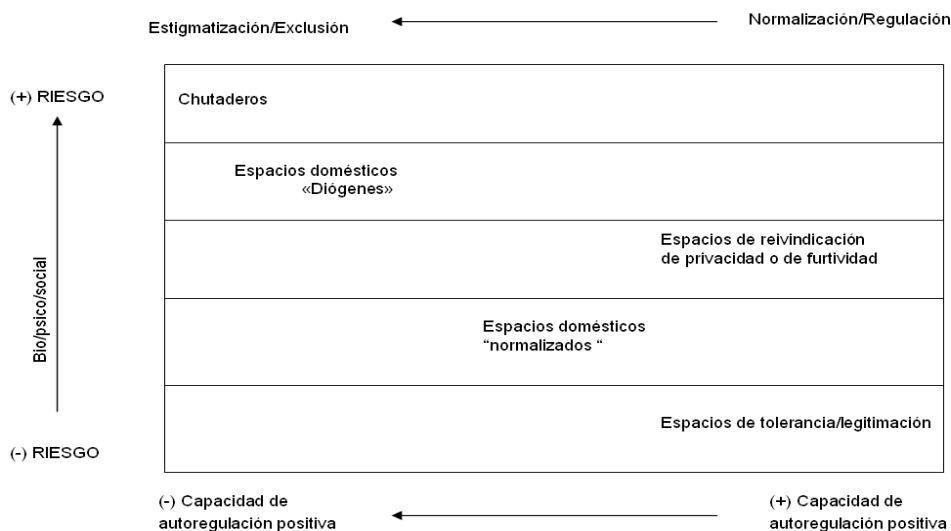 Estigmatización/Exclusión
Normalización/Regulación
(+) RIESGO
Chutaderos
Espacios domésticos
«Diógenes»
Espacios de reivindicación
de privacidad o de furtividad
Bio/psico/social
Espacios domésticos
“normalizados “
Espacios de tolerancia/legitimación
(-) RIESGO
(-) Capacidad de
autoregulación positiva
(+) Capacidad de
autoregulación positiva